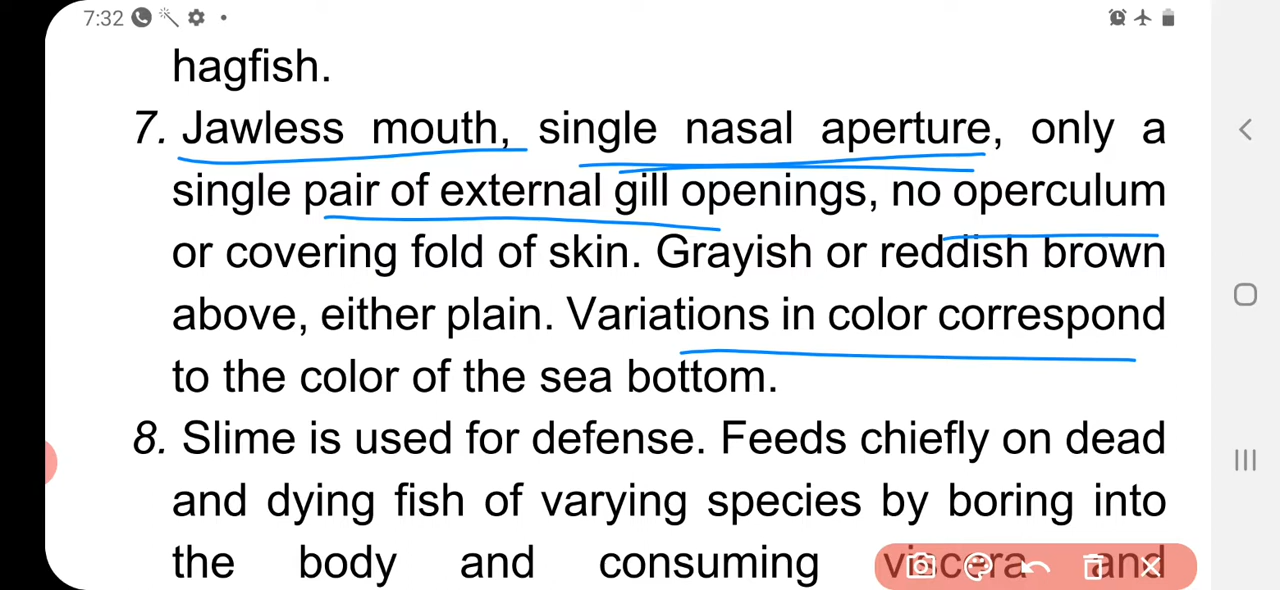 7:32
hagfish.
7. Jawless mouth, single nasal aperture, only a
single pair of external gill openings, no operculum
or covering fold of skin. Grayish or reddish brown
above, either plain. Variations in color correspond
to the color of the sea bottom.
8. Slime is used for defense. Feeds chiefly on dead
and dying fish of varying species by boring into
the body and consuming viscera and